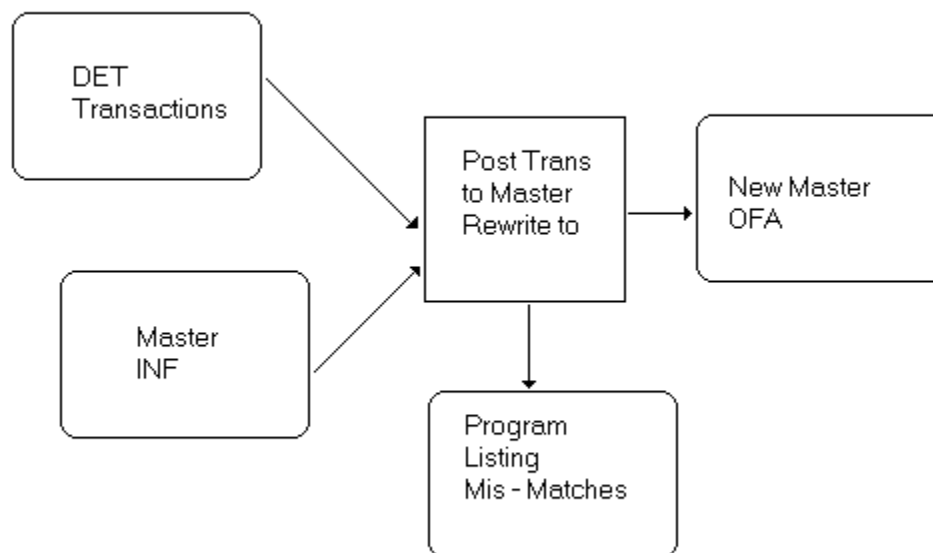 DET
Transactions
Post Trans
to Master
Rewrite to
New Master
OFA
Master
INF
Program
Listing
Mis - Matches